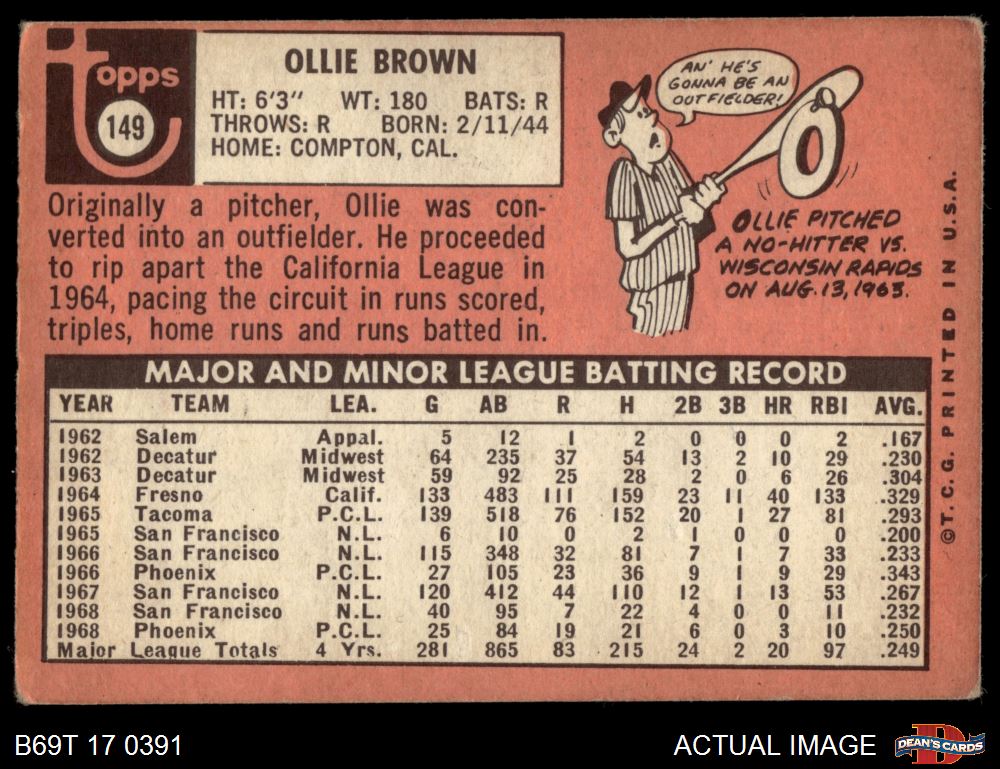 Topps
149
OLLIE BROWN
HT: 6'3" WT: 180 BATS: R
THROWS: R BORN: 2/11/44
HOME: COMPTON, CAL.
Originally a pitcher, Ollie was con-
verted into an outfielder. He proceeded
to rip apart the California League in
1964, pacing the circuit in runs scored,
triples, home runs and runs batted in.
AN' HE'S
GONNA BE AN
OUTFIELDER!
O
OLLIE PITCHED
A NO-HITTER VS.
WISCONSIN RAPIDS
ON AUG. 13, 1963.
MAJOR AND MINOR LEAGUE BATTING RECORD
YEAR TEAM LEA. G AB R H 2B 3B HR RBI AVG.
1962 Salem Appal. 5 12 1 2 0 0 0 2 .167
1962 Decatur Midwest 64 235 37 54 13 2 10 29 .230
1963 Decatur Midwest 59 92 25 28 2 0 6 26 .304
1964 Fresno Calif. 133 483 111 159 23 11 40 133 .329
1965 Tacoma P.C.L. 139 518 76 152 20 1 27 81 .293
1965 San Francisco N.L. 6 10 0 2 1 0 0 0 .200
1966 San Francisco N.L. 115 348 32 81 7 1 7 33 .233
1966 Phoenix P.C.L. 27 105 23 36 9 1 9 29 .343
1967 San Francisco N.L. 120 412 44 110 12 1 13 53 .267
1968 San Francisco N.L. 40 95 7 22 4 0 0 11 .232
1968 Phoenix P.C.L. 25 84 19 21 6 0 3 10 .250
Major League Totals 4 Yrs. 281 865 83 215 24 2 20 97 .249
©T. C. G. PRINTED IN U.S.A.
B69T 17 0391
ACTUAL IMAGE
D
DEAN'S CARDS